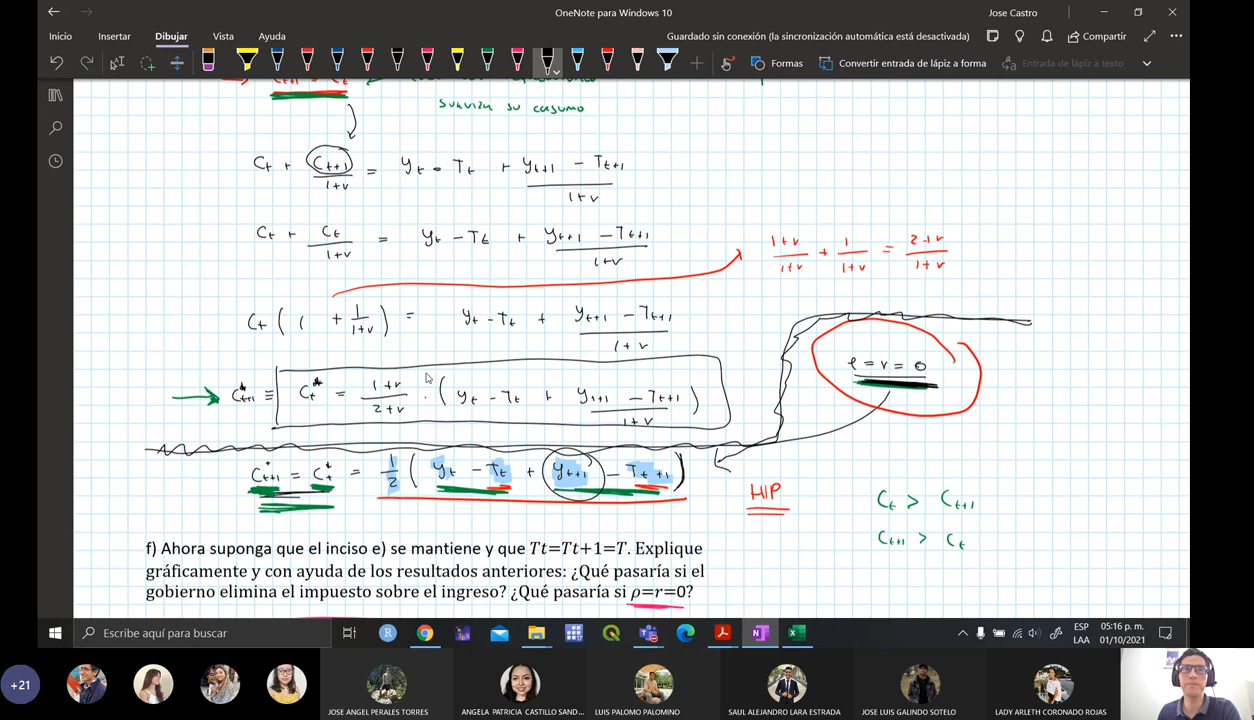 OneNote para Windows 10
Jose Castro
Inicio Insertar Dibujar Vista Ayuda
Guardado sin conexión (la sincronización automática está desactivada)
Compartir
Formas
Convertir entrada de lápiz a forma
Entrada de lápiz a texto
suaviza su casumo
Ct + Ct+1/1+r = yt - Tt + yt+1 - Tt+1/1+r
Ct + Ct/1+r = yt - Tt + yt+1 - Tt+1/1+r
1+r/1+r + 1/1+r = 2+r/1+r
Ct ( 1 + 1/1+r ) = yt - Tt + yt+1 - Tt+1/1+r
ρ = r = 0
C*t+1 ≡ C*t = 1+r/2+r · ( yt - Tt + yt+1 - Tt+1/1+r )
C*t+1 = C*t = 1/2 ( yt - Tt + yt+1 - Tt+1 )
HIP
Ct > Ct+1
Ct+1 > Ct
f) Ahora suponga que el inciso e) se mantiene y que Tt=Tt+1=T. Explique
gráficamente y con ayuda de los resultados anteriores: ¿Qué pasaría si el
gobierno elimina el impuesto sobre el ingreso? ¿Qué pasaría si ρ=r=0?
Escribe aquí para buscar
ESP
LAA
05:16 p. m.
01/10/2021
+21
JOSE ANGEL PERALES TORRES
ANGELA PATRICIA CASTILLO SAND...
LUIS PALOMO PALOMINO
SAUL ALEJANDRO LARA ESTRADA
JOSE LUIS GALINDO SOTELO
LADY ARLETH CORONADO ROJAS